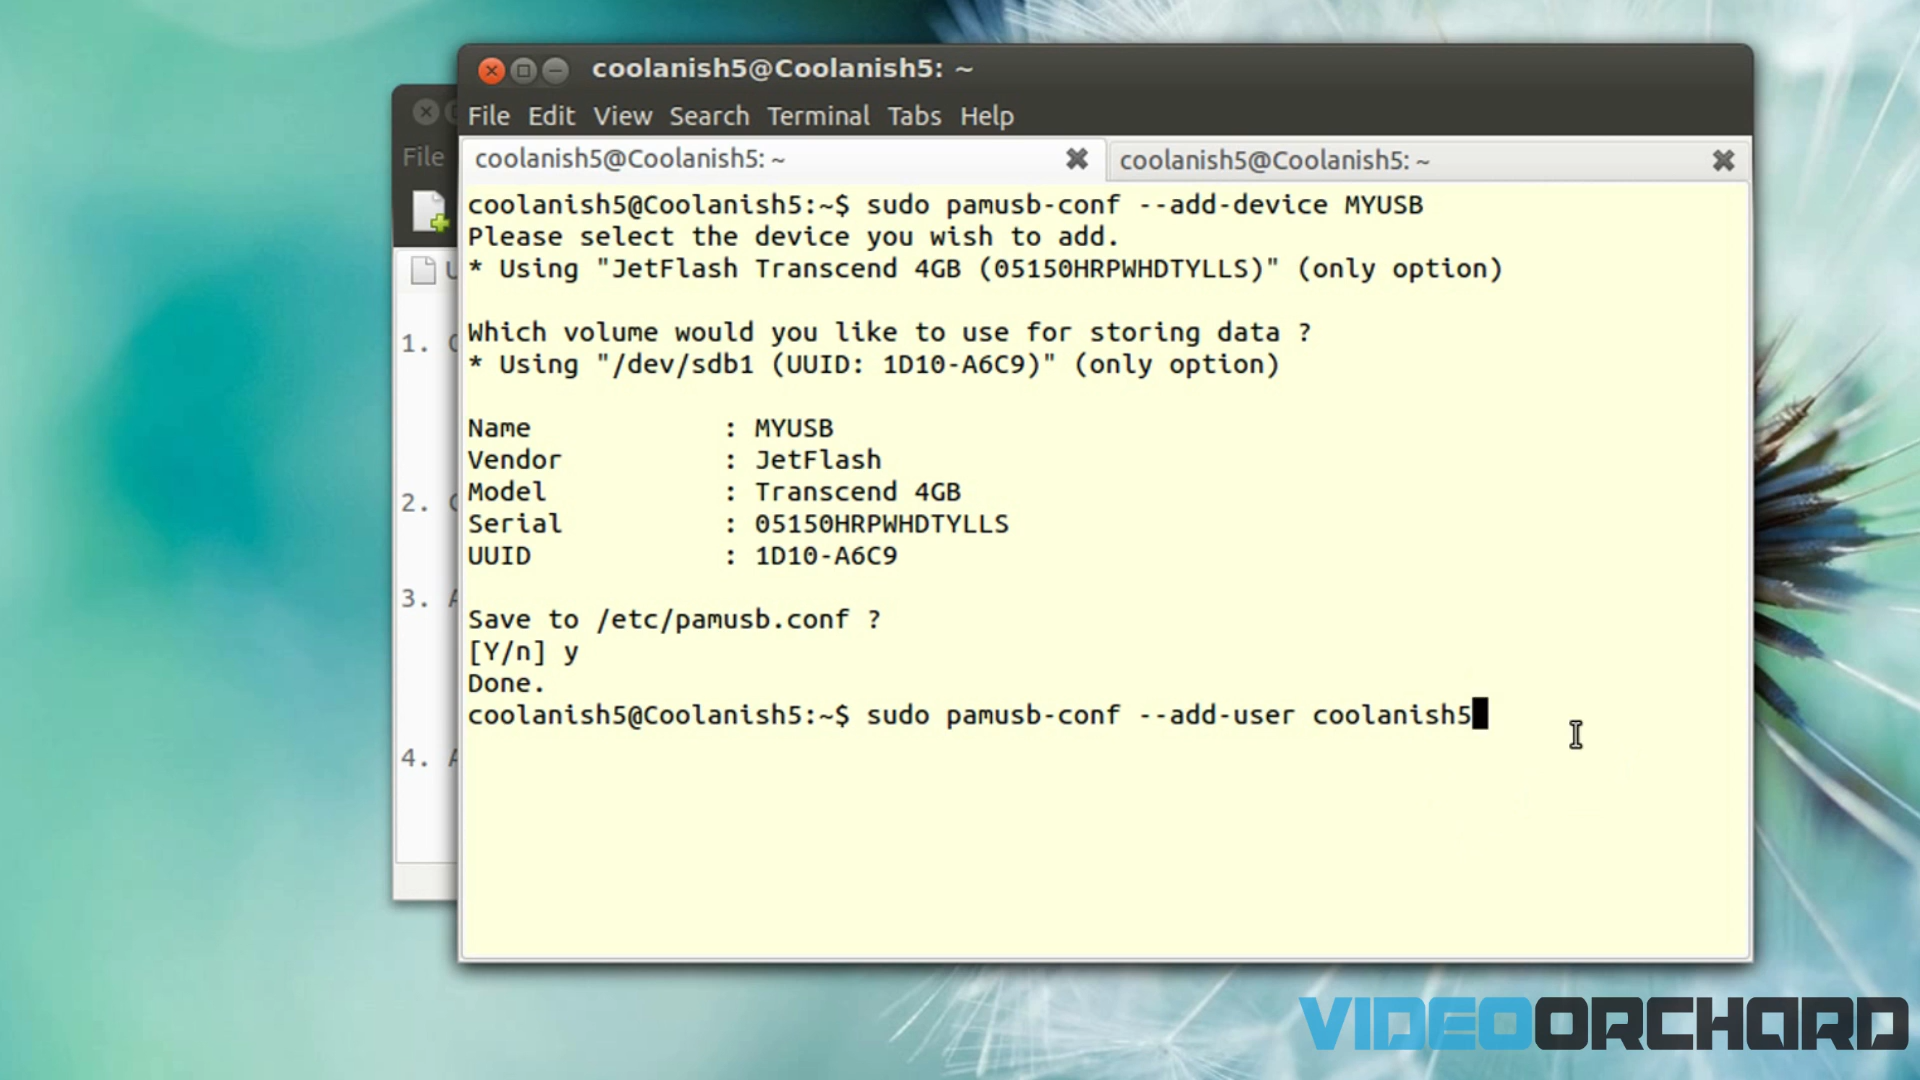 coolanish5@Coolanish5: ~
File Edit View Search Terminal Tabs Help
File
coolanish5@Coolanish5: ~
coolanish5@Coolanish5: ~
coolanish5@Coolanish5:~$ sudo pamusb-conf --add-device MYUSB
Please select the device you wish to add.
* Using "JetFlash Transcend 4GB (05150HRPWHDTYLLS)" (only option)
Which volume would you like to use for storing data ?
* Using "/dev/sdb1 (UUID: 1D10-A6C9)" (only option)
Name : MYUSB
Vendor : JetFlash
Model : Transcend 4GB
Serial : 05150HRPWHDTYLLS
UUID : 1D10-A6C9
Save to /etc/pamusb.conf ?
[Y/n] y
Done.
coolanish5@Coolanish5:~$ sudo pamusb-conf --add-user coolanish5
1.
2.
3.
4.
VIDEOORCHARD